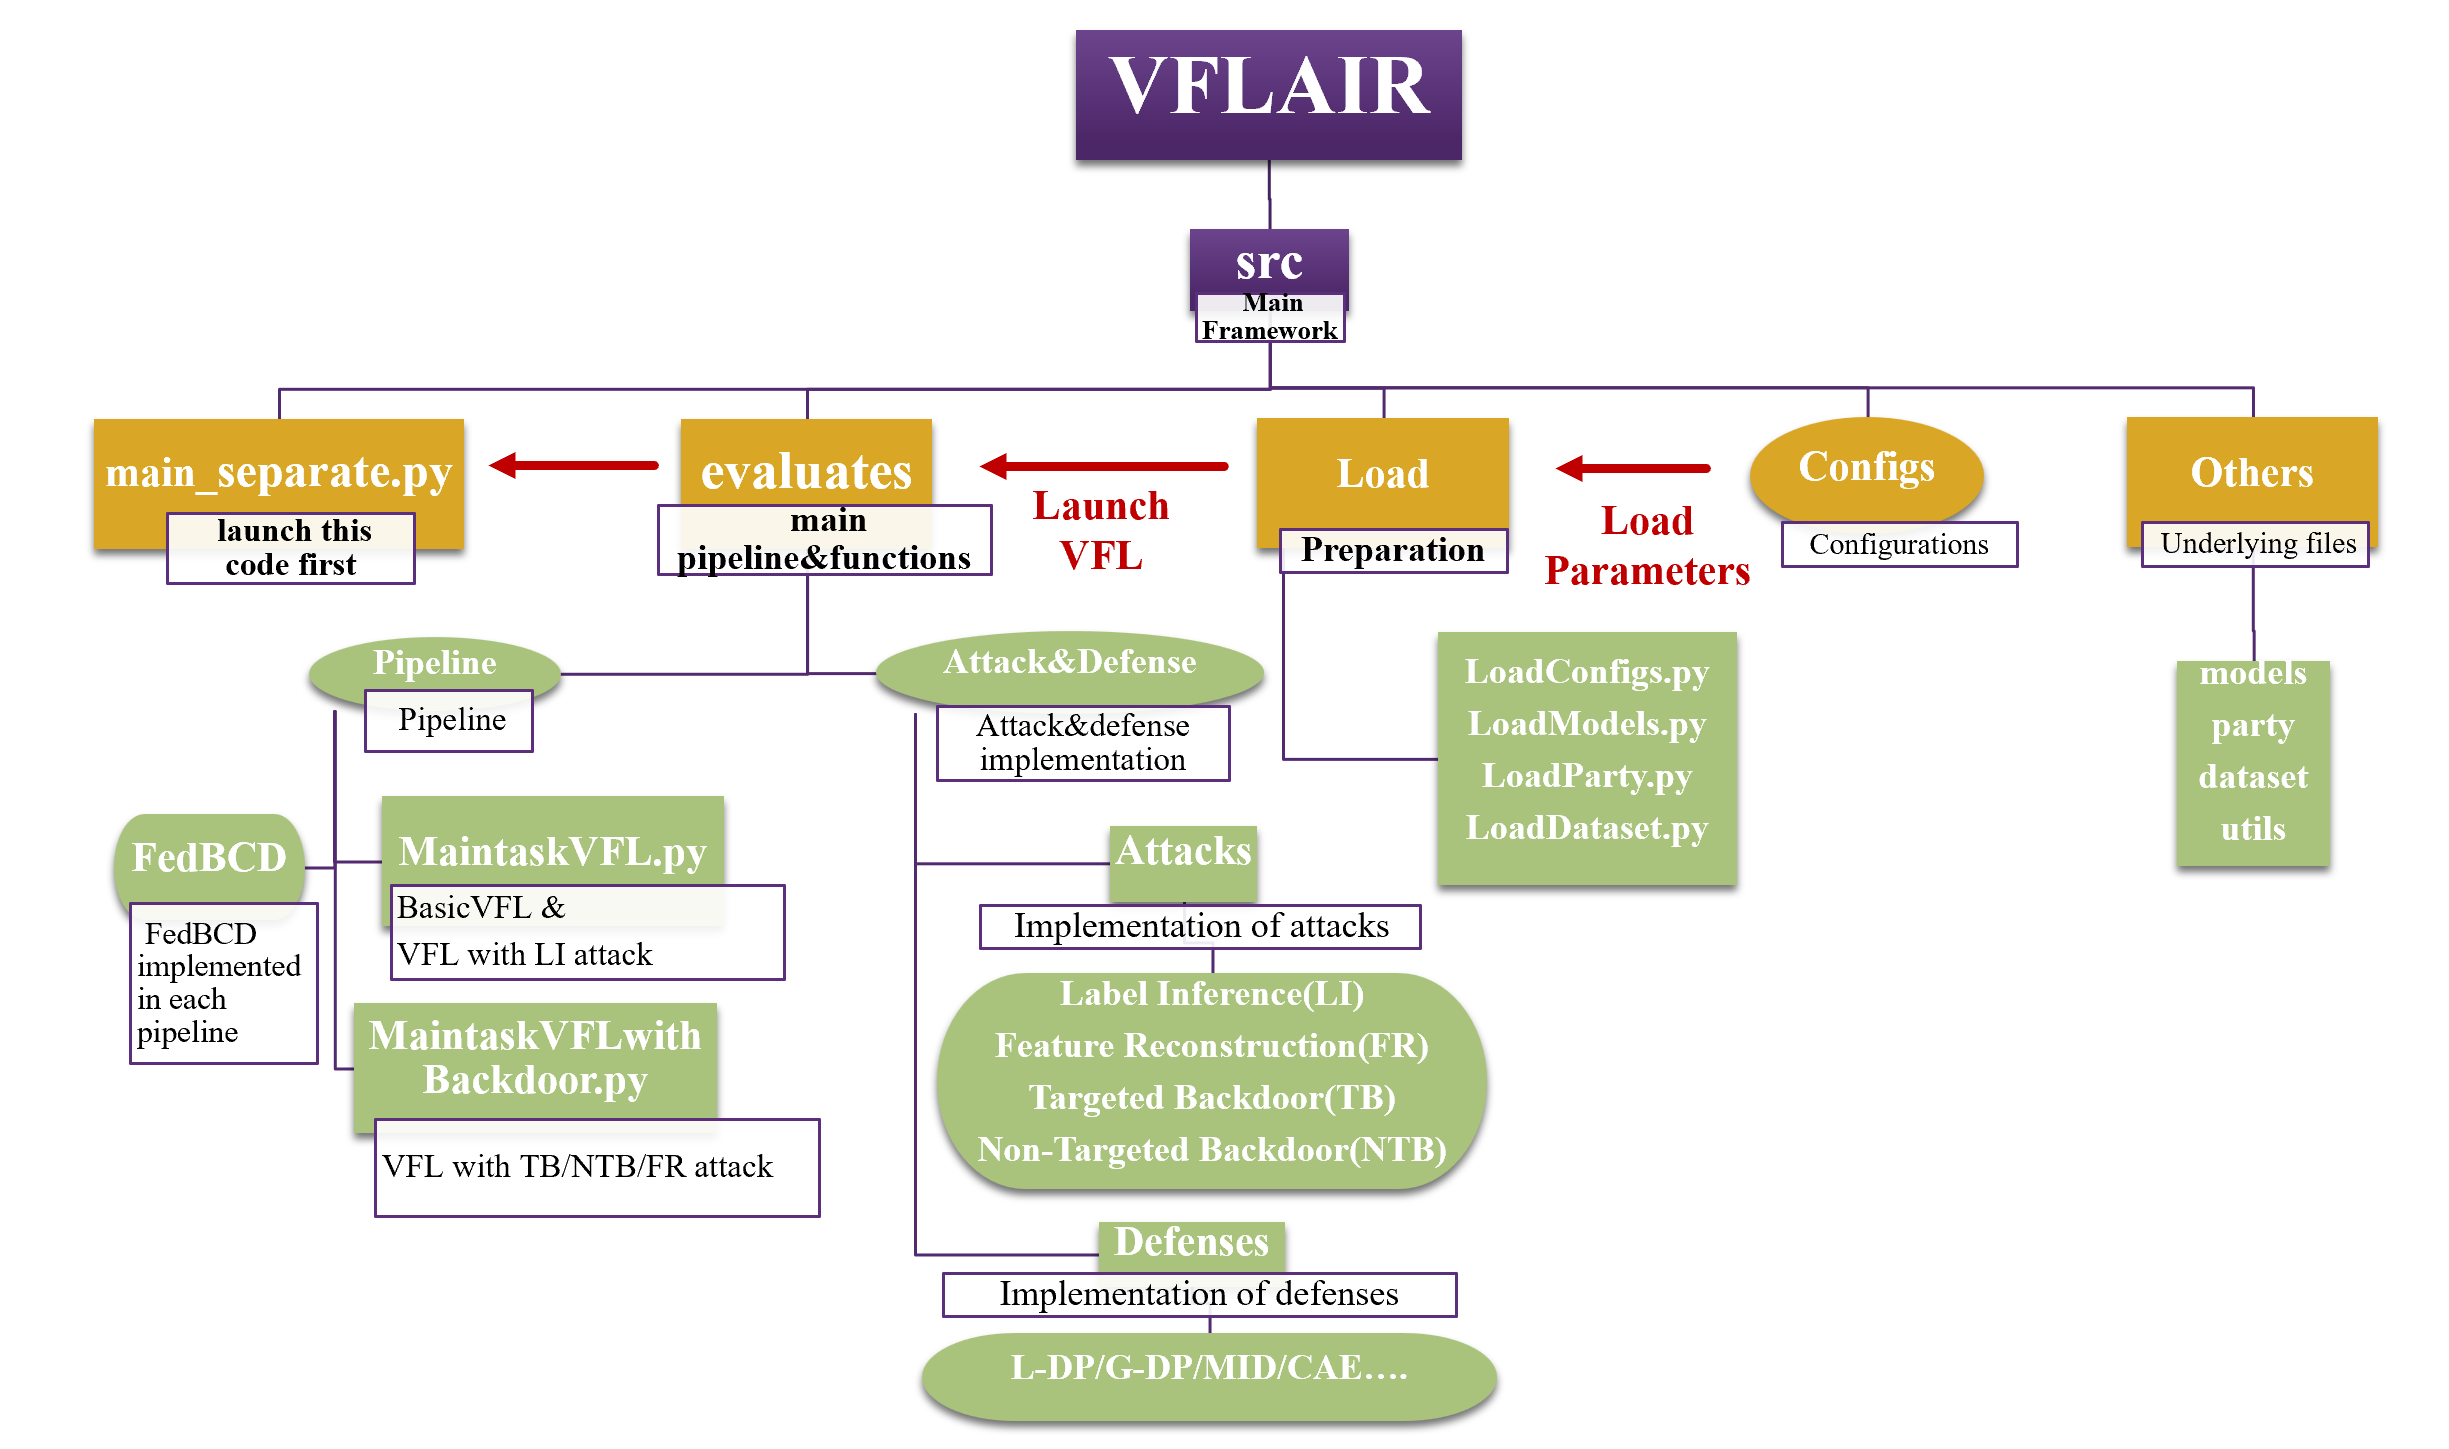 VFLAIR
src
Main
Framework
main_separate.py
launch this
code first
evaluates
main
pipeline&functions
Launch
VFL
Load
Preparation
Load
Parameters
Configs
Configurations
Others
Underlying files
Pipeline
Pipeline
Attack&Defense
Attack&defense
implementation
LoadConfigs.py
LoadModels.py
LoadParty.py
LoadDataset.py
models
party
dataset
utils
FedBCD
FedBCD
implemented
in each
pipeline
MaintaskVFL.py
BasicVFL &
VFL with LI attack
MaintaskVFLwith
Backdoor.py
VFL with TB/NTB/FR attack
Attacks
Implementation of attacks
Label Inference(LI)
Feature Reconstruction(FR)
Targeted Backdoor(TB)
Non-Targeted Backdoor(NTB)
Defenses
Implementation of defenses
L-DP/G-DP/MID/CAE….